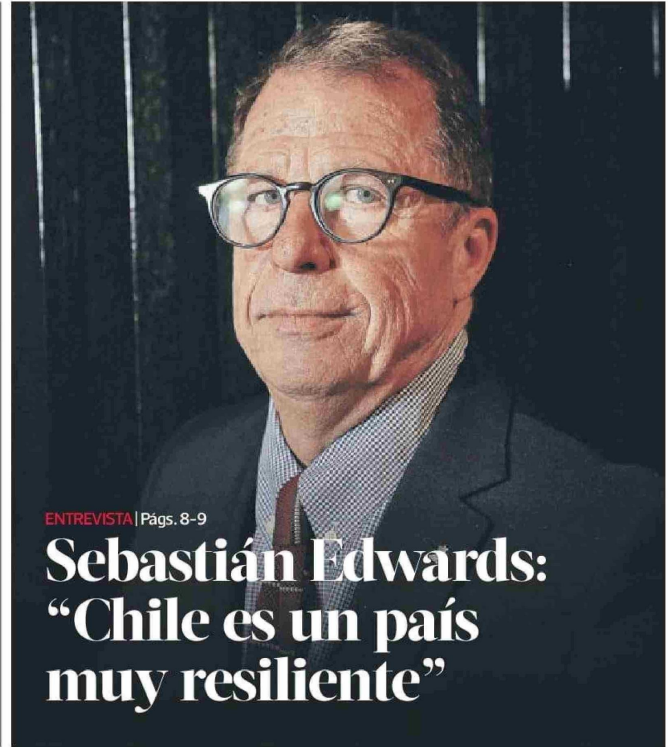 ENTREVISTA | Págs. 8-9
Sebastián Edwards:
“Chile es un país
muy resiliente”